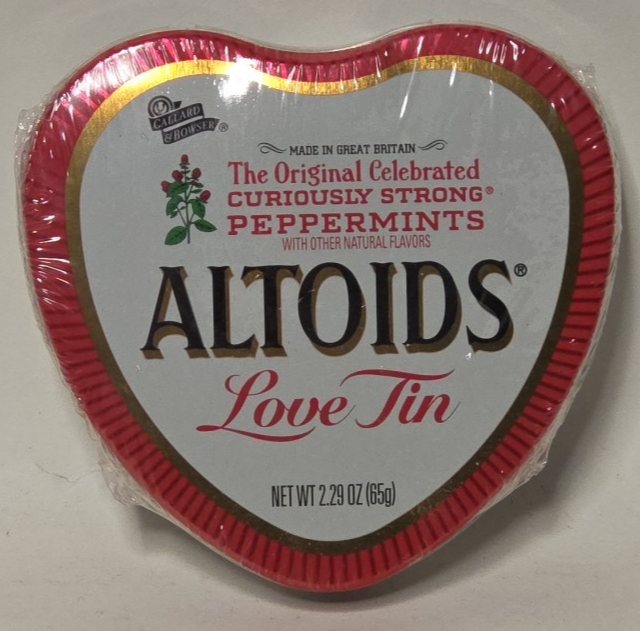 CALLARD
& BOWSER®
MADE IN GREAT BRITAIN
The Original Celebrated
CURIOUSLY STRONG®
PEPPERMINTS
WITH OTHER NATURAL FLAVORS
ALTOIDS®
Love Tin
NET WT 2.29 OZ (65g)